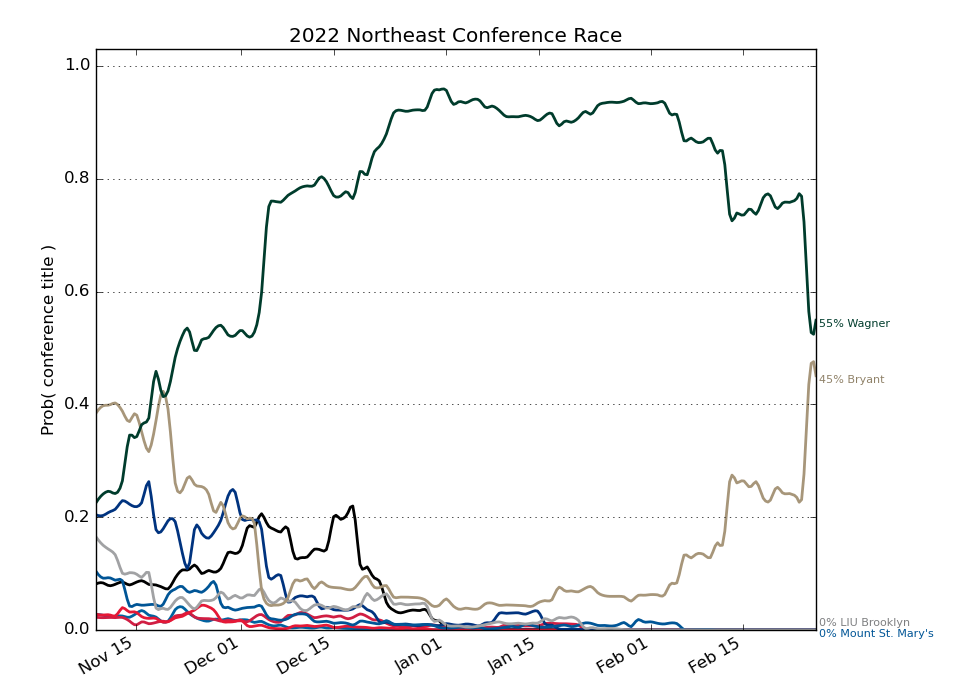 2022 Northeast Conference Race
1.0
0.8
0.6
0.4
0.2
0.0
Prob( conference title )
55% Wagner
45% Bryant
0% LIU Brooklyn
0% Mount St. Mary's
Nov 15
Dec 01
Dec 15
Jan 01
Jan 15
Feb 01
Feb 15